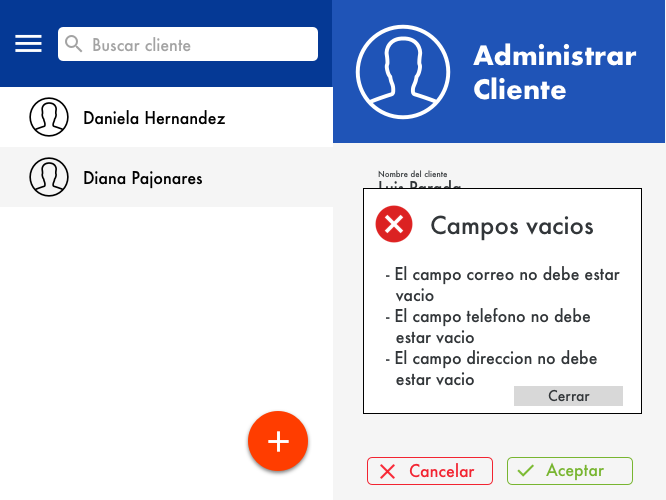 Buscar cliente
Daniela Hernandez
Diana Pajonares
Administrar
Cliente
Nombre del cliente
Luis Parada
Campos vacios
- El campo correo no debe estar
vacio
- El campo telefono no debe
estar vacio
- El campo direccion no debe
estar vacio
Cerrar
Cancelar
Aceptar